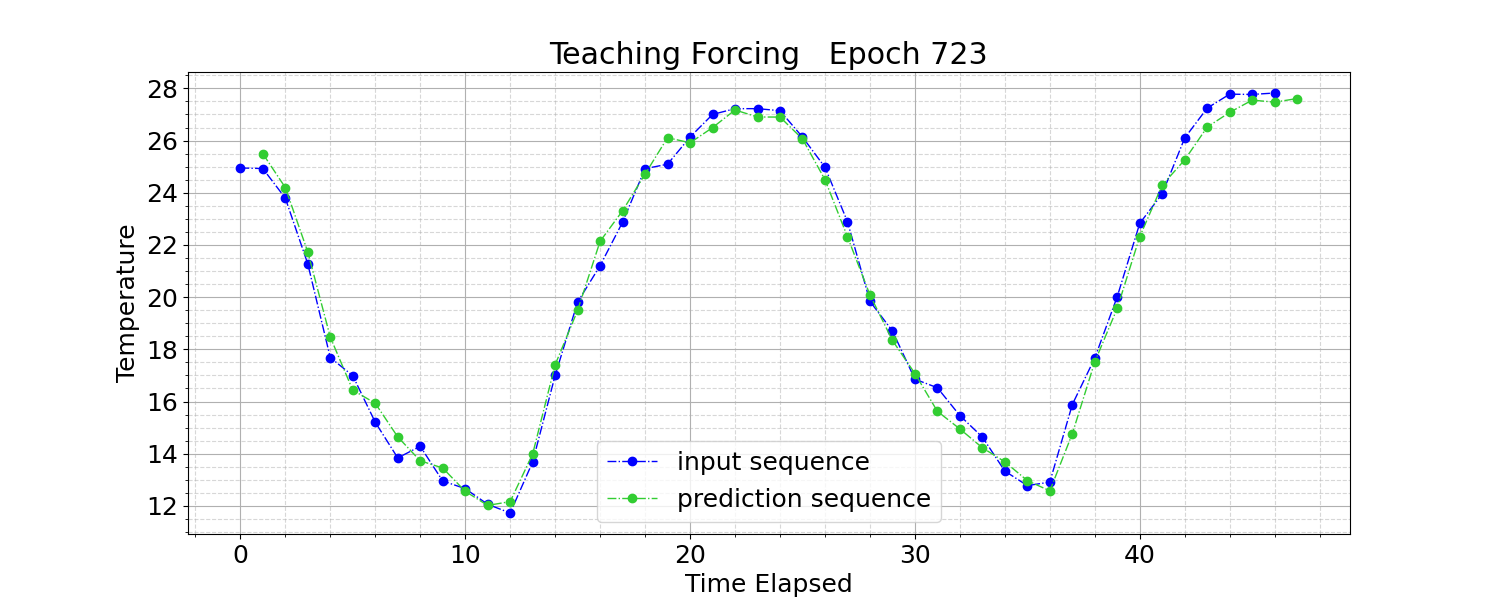 Teaching Forcing   Epoch 723
28
26
24
22
20
18
16
14
12
Temperature
input sequence
prediction sequence
0 10 20 30 40
Time Elapsed